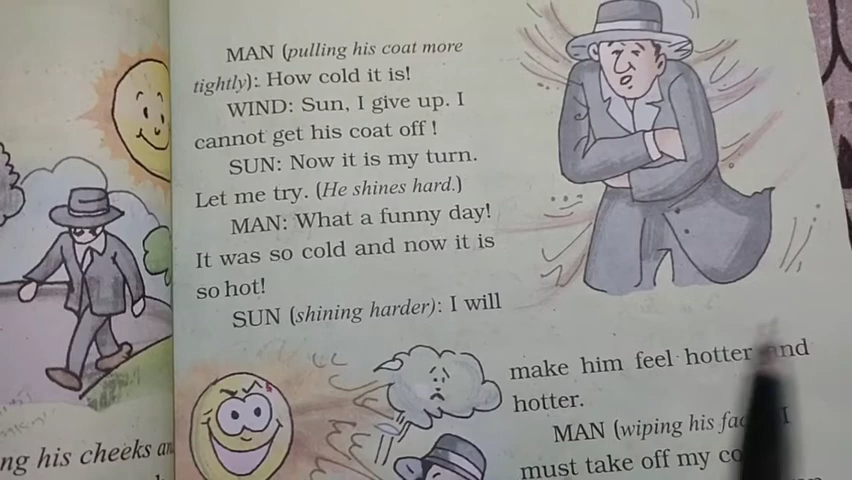 ng his cheeks
MAN (pulling his coat more
tightly): How cold it is!
WIND: Sun, I give up. I
cannot get his coat off !
SUN: Now it is my turn.
Let me try. (He shines hard.)
MAN: What a funny day!
It was so cold and now it is
so hot!
SUN (shining harder): I will
make him feel hotter and
hotter.
MAN (wiping his I
must take off my